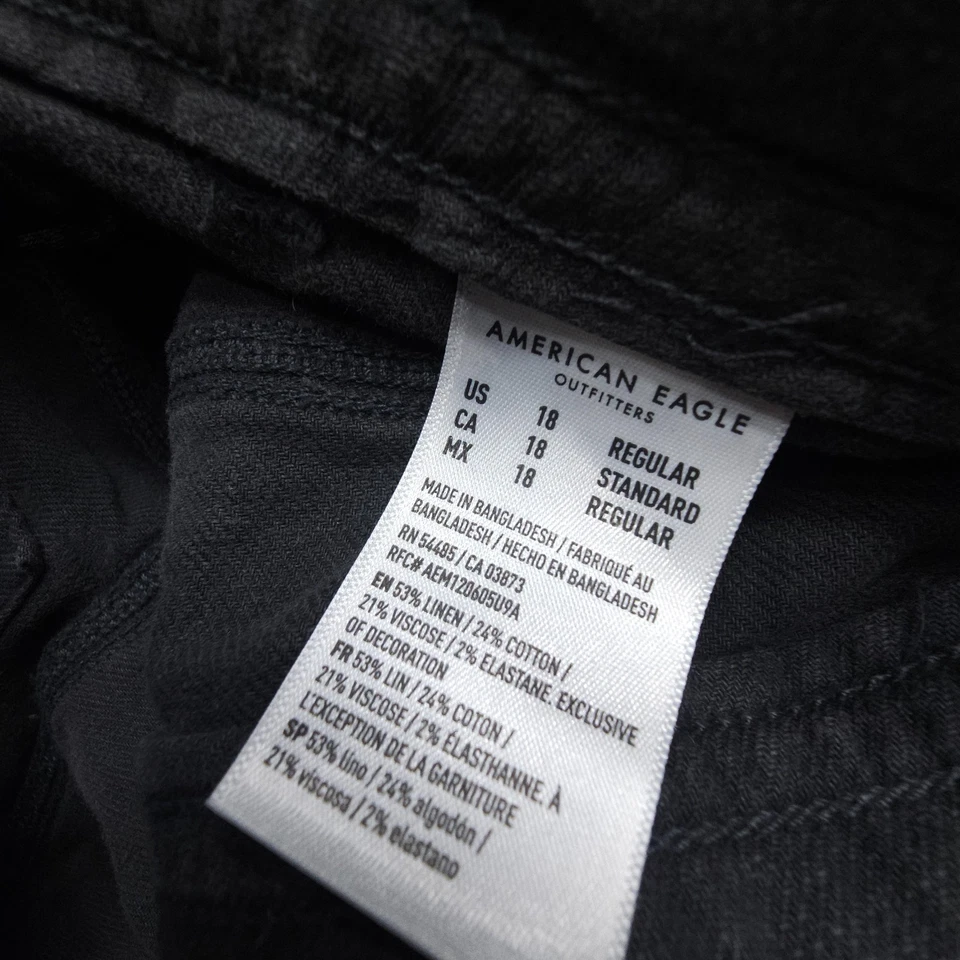 AMERICAN EAGLE
OUTFITTERS
US 18 REGULAR
CA 18 STANDARD
MX 18 REGULAR
MADE IN BANGLADESH / FABRIQUÉ AU
BANGLADESH / HECHO EN BANGLADESH
RN 54485 / CA 03873
RFC# AEM120605U9A
EN 53% LINEN / 24% COTTON /
21% VISCOSE / 2% ELASTANE, EXCLUSIVE
OF DECORATION
FR 53% LIN / 24% COTON /
21% VISCOSE / 2% ÉLASTHANNE, À
L'EXCEPTION DE LA GARNITURE
SP 53% lino / 24% algodón /
21% viscosa / 2% elastano